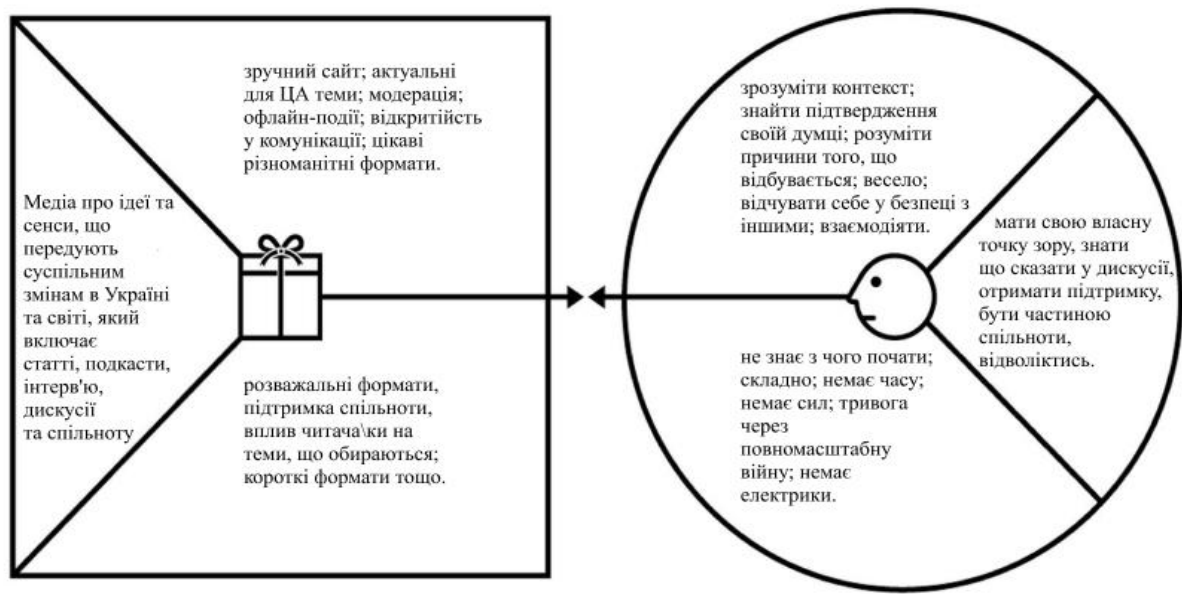 зручний сайт; актуальні
для ЦА теми; модерація;
офлайн-події; відкритійсть
у комунікації; цікаві
різноманітні формати.
Медіа про ідеї та
сенси, що
передують
суспільним
змінам в Україні
та світі, який
включає
статті, подкасти,
інтерв'ю,
дискусії
та спільноту
розважальні формати,
підтримка спільноти,
вплив читача\ки на
теми, що обираються;
короткі формати тощо.
зрозуміти контекст;
знайти підтвердження
своїй думці; розуміти
причини того, що
відбувається; весело;
відчувати себе у безпеці з
іншими; взаємодіяти.
мати свою власну
точку зору, знати
що сказати у дискусії,
отримати підтримку,
бути частиною
спільноти,
відволіктись.
не знає з чого почати;
складно; немає часу;
немає сил; тривога
через
повномасштабну
війну; немає
електрики.